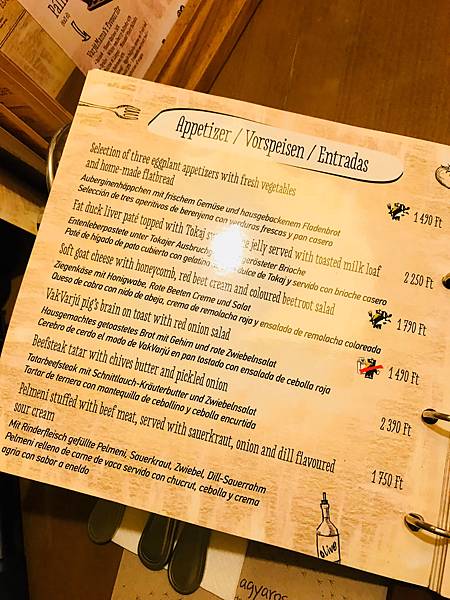 Appetizer / Vorspeisen / Entradas
Selection of three eggplant appetizers with fresh vegetables
and home-made flatbread
Auberginenhäppchen mit frischem Gemüse und hausgebackenem Fladenbrot
Selección de tres aperitivos de berenjena con verduras frescas y pan casero
1 490 Ft
Fat duck liver paté topped with Tokaj jelly served with toasted milk loaf
Entenleberpastete unter Tokajer Ausbruch gerösteter Brioche
Paté de higado de pato cubierta con gelatina dulce de Tokaj y servido con brioche casero
2 250 Ft
Soft goat cheese with honeycomb, red beet cream and coloured beetroot salad
Ziegenkäse mit Honigwabe, Rote Beeten Creme und Salat
Queso de cabra con nido de abeja, crema de remolacha roja y ensalada de remolacha coloreada
1 790 Ft
VakVarjú pig's brain on toast with red onion salad
Hausgemachtes getoastetes Brot mit Gehirn und rote Zwiebelnsalat
Cerebro de cerdo el modo de VakVarjú en pan tostado con ensalada de cebolla roja
1 490 Ft
Beefsteak tatar with chives butter and pickled onion
Tatarbeefsteak mit Schnittlauch-Kräuterbutter und Zwiebelnsalat
Tartar de ternera con mantequilla de cebollino y cebolla encurtida
2 390 Ft
Pelmeni stuffed with beef meat, served with sauerkraut, onion and dill flavoured
sour cream
Mit Rinderfleisch gefüllte Pelmeni, Sauerkraut, Zwiebel, Dill-Sauerrahm
Pelmeni rellena de carne de vaca servido con chucrut, cebolla y crema
agria con sabor a eneldo
1 750 Ft
olive